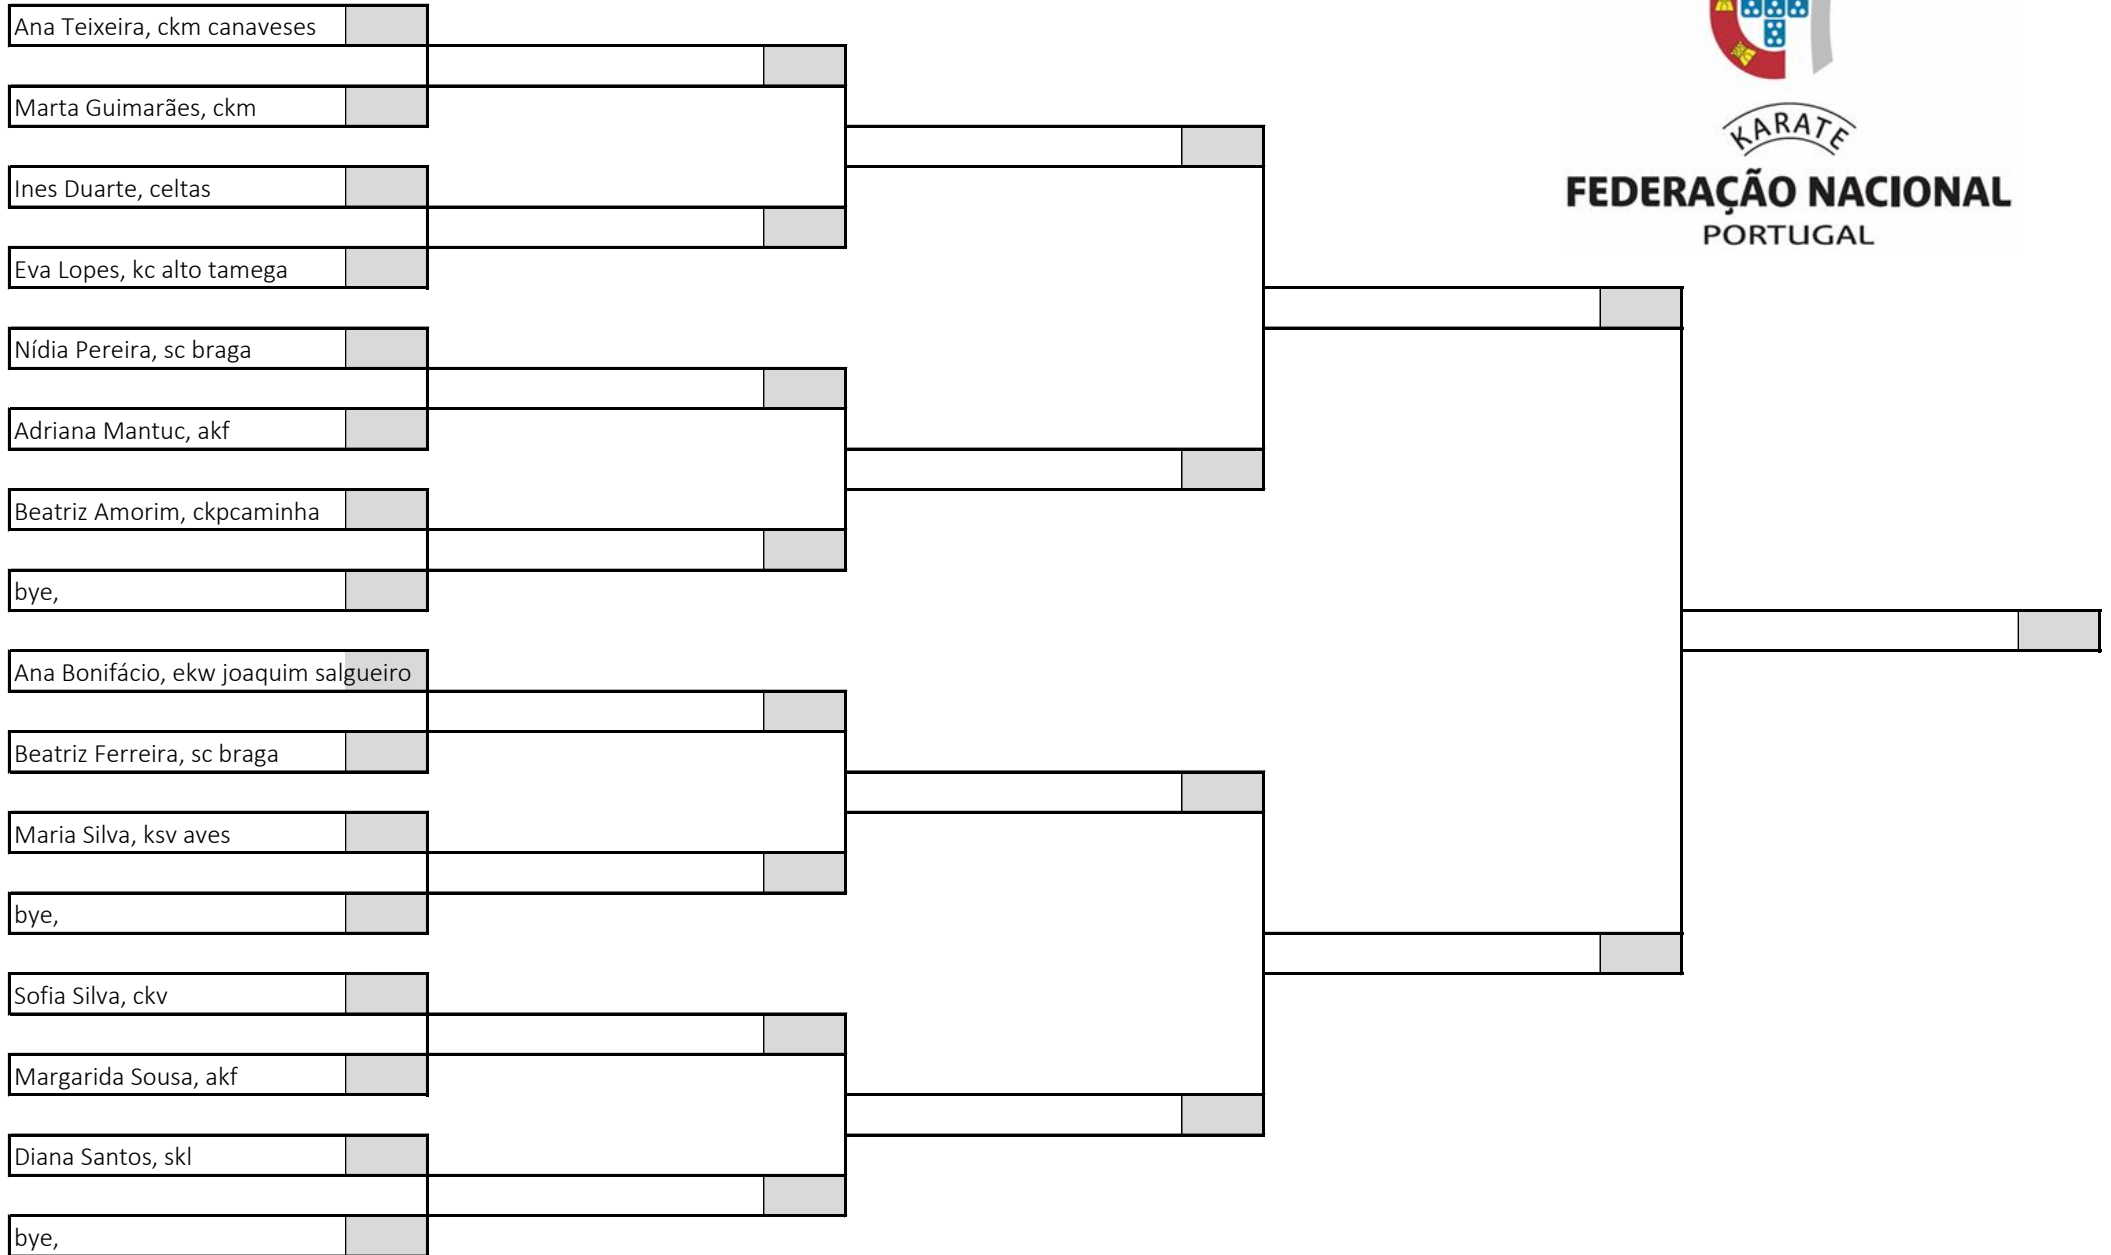 Ana Teixeira, ckm canaveses
Marta Guimarães, ckm
KARATE
Ines Duarte, celtas
FEDERAÇÃO NACIONAL
PORTUGAL
Eva Lopes, kc alto tamega
Nídia Pereira, sc braga
Adriana Mantuc, akf
Beatriz Amorim, ckpcaminha
bye,
Ana Bonifácio, ekw joaquim salgueiro
Beatriz Ferreira, sc braga
Maria Silva, ksv aves
bye,
Sofia Silva, ckv
Margarida Sousa, akf
Diana Santos, skl
bye,